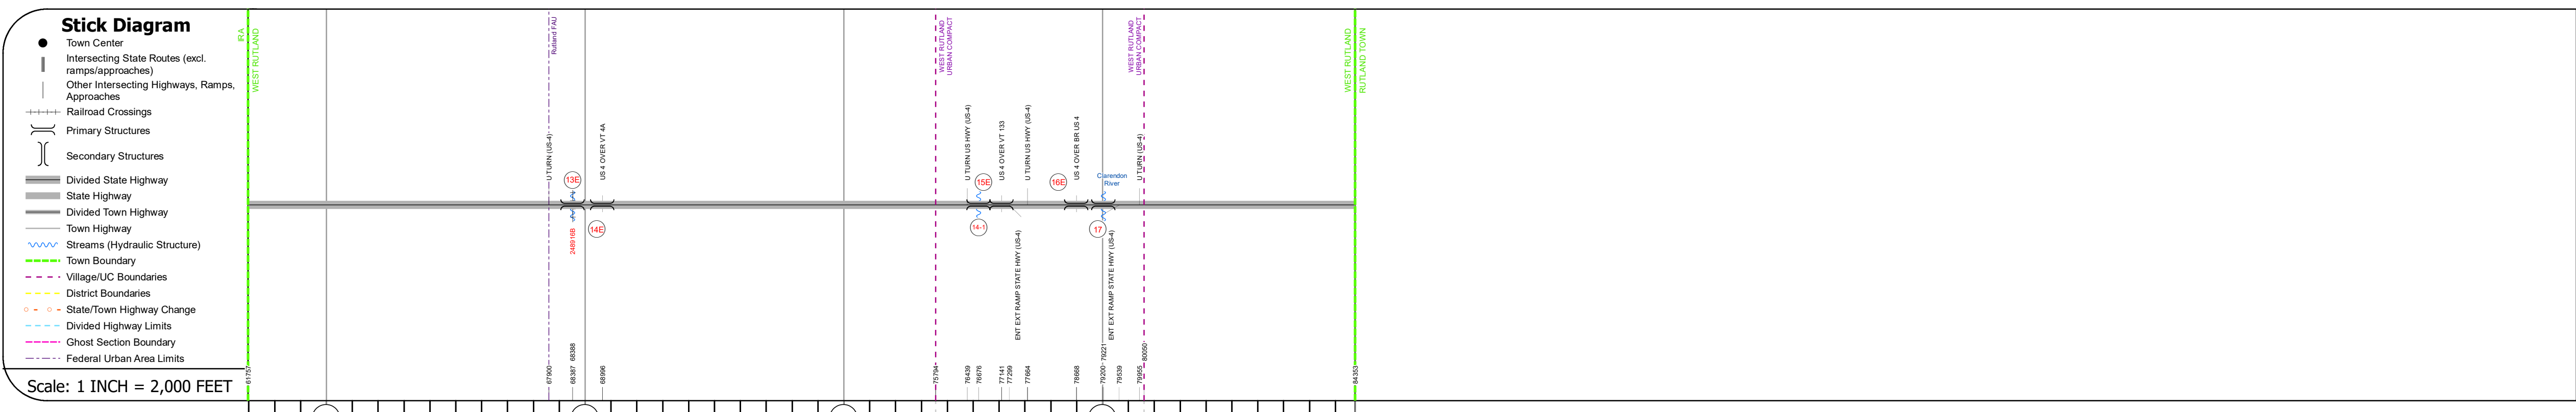 Stick Diagram
Town Center
Intersecting State Routes (excl.
ramps/approaches)
Other Intersecting Highways, Ramps,
Approaches
Railroad Crossings
Primary Structures
Secondary Structures
Divided State Highway
State Highway
Divided Town Highway
Town Highway
Streams (Hydraulic Structure)
Town Boundary
Village/UC Boundaries
District Boundaries
State/Town Highway Change
Divided Highway Limits
Ghost Section Boundary
Federal Urban Area Limits
Scale: 1 INCH = 2,000 FEET
IRA
WEST RUTLAND
Rutland FAU
U TURN (US-4)
13E
248916B
US 4 OVER VT 4A
14E
WEST RUTLAND
URBAN COMPACT
U TURN US HWY (US-4)
15E
14-1
US 4 OVER VT 133
ENT EXT RAMP STATE HWY (US-4)
U TURN US HWY (US-4)
16E
US 4 OVER BR US 4
Clarendon
River
17
ENT EXT RAMP STATE HWY (US-4)
WEST RUTLAND
URBAN COMPACT
U TURN (US-4)
WEST RUTLAND
RUTLAND TOWN
61757
67900
68387
68388
68996
75794
76439
76676
77141
77299
77664
78668
79200
79221
79539
79955
80050
84353